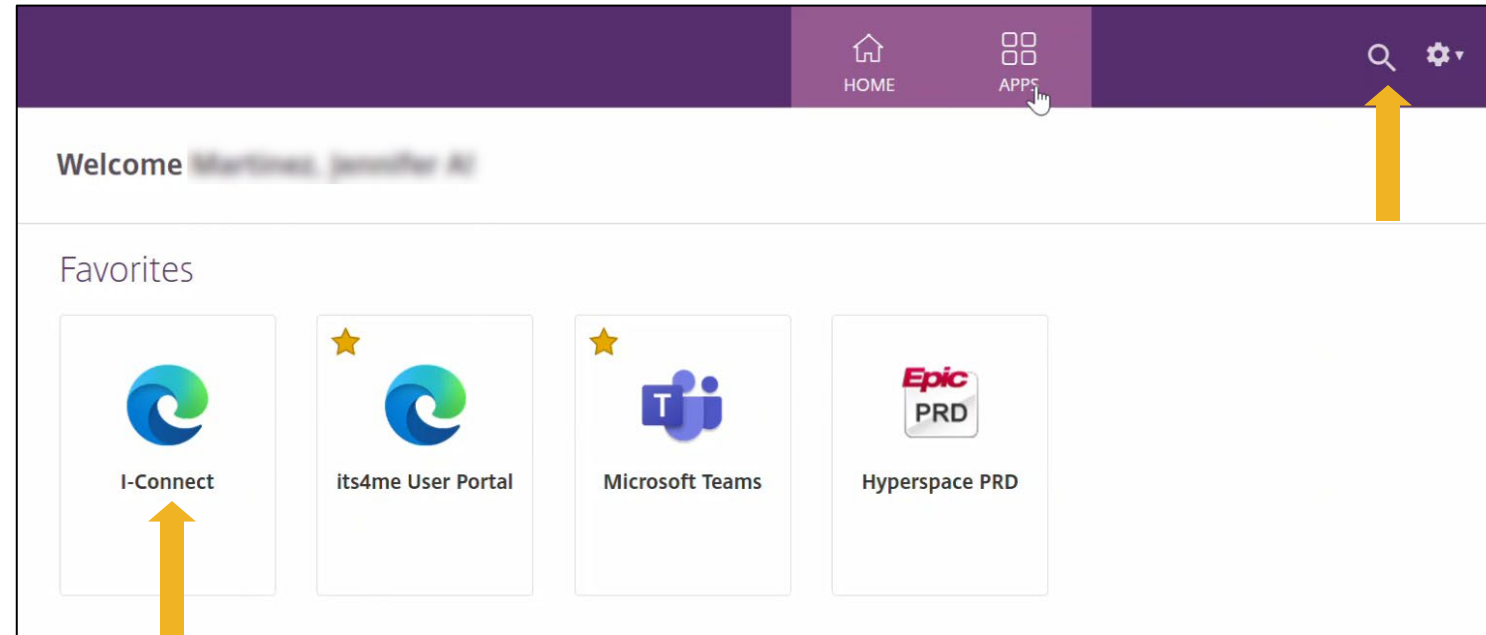 HOME
APPS
Welcome
Favorites
T
Epic
PRD
I-Connect
its4me User Portal
Microsoft Teams
Hyperspace PRD